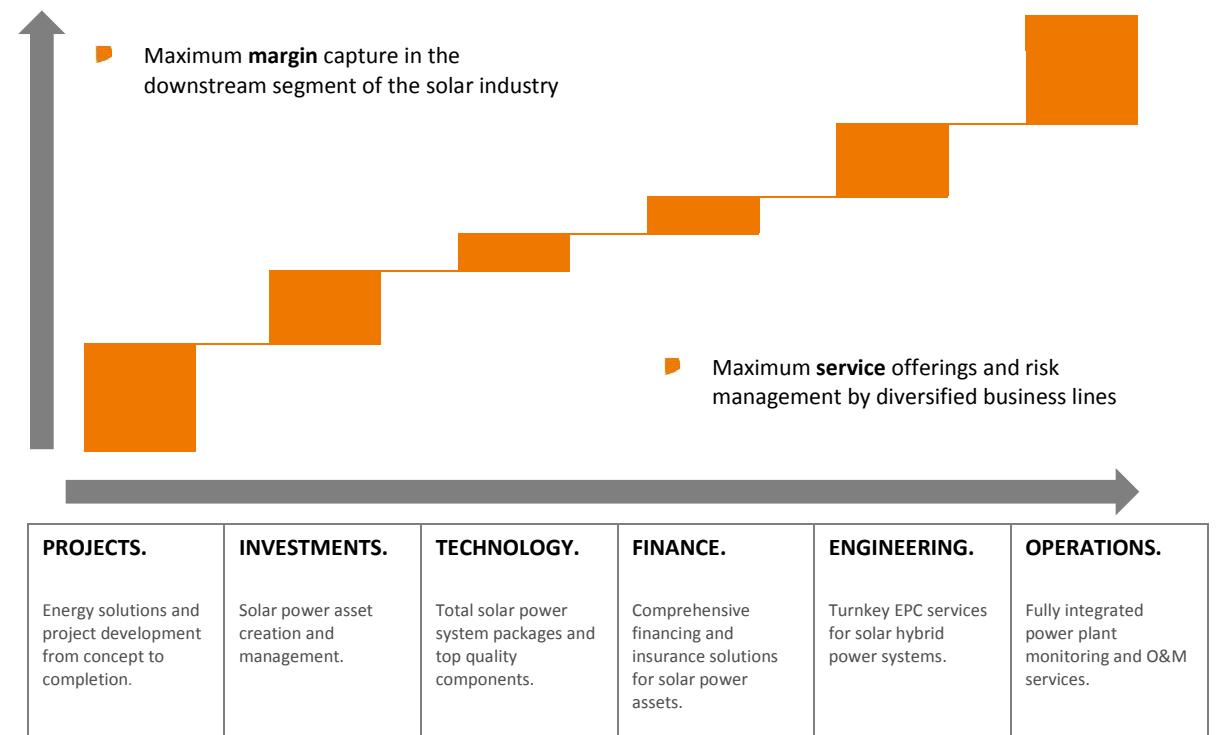 Maximum margin capture in the
downstream segment of the solar industry
Maximum service offerings and risk
management by diversified business lines
PROJECTS.
Energy solutions and
project development
from concept to
completion.
INVESTMENTS.
Solar power asset
creation and
management.
TECHNOLOGY.
Total solar power
system packages and
top quality
components.
FINANCE.
Comprehensive
financing and
insurance solutions
for solar power
assets.
ENGINEERING.
Turnkey EPC services
for solar hybrid
power systems.
OPERATIONS.
Fully integrated
power plant
monitoring and O&M
services.